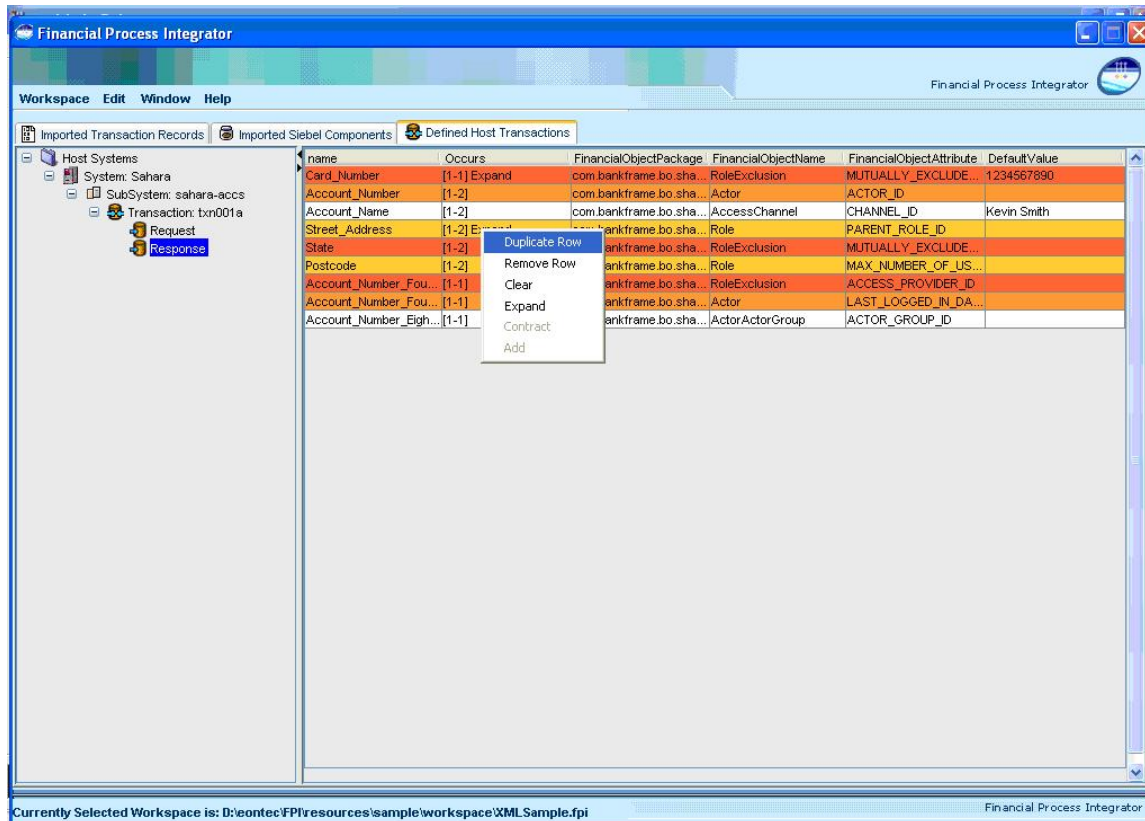 Financial Process Integrator
Financial Process Integrator
Workspace Edit Window Help
Imported Transaction Records Imported Siebel Components Defined Host Transactions
Host Systems
System: Sahara
SubSystem: sahara-accs
Transaction: txn001a
Request
Response
name Occurs FinancialObjectPackage FinancialObjectName FinancialObjectAttribute DefaultValue
Card_Number [1-1] Expand com.bankframe.bo.sha... RoleExclusion MUTUALLY_EXCLUDE... 1234567890
Account_Number [1-2] com.bankframe.bo.sha... Actor ACTOR_ID
Account_Name [1-2] com.bankframe.bo.sha... AccessChannel CHANNEL_ID Kevin Smith
Street_Address [1-2] Role PARENT_ROLE_ID
State [1-2] ankframe.bo.sha... RoleExclusion MUTUALLY_EXCLUDE...
Postcode [1-2] ankframe.bo.sha... Role MAX_NUMBER_OF_US...
Account_Number_Fou... [1-1] ankframe.bo.sha... RoleExclusion ACCESS_PROVIDER_ID
Account_Number_Fou... [1-1] ankframe.bo.sha... Actor LAST_LOGGED_IN_DA...
Account_Number_Eigh... [1-1] ankframe.bo.sha... ActorActorGroup ACTOR_GROUP_ID
Duplicate Row
Remove Row
Clear
Expand
Contract
Add
Currently Selected Workspace is: D:\eontec\FPI\resources\sample\workspace\XMLSample.fpi
Financial Process Integrator